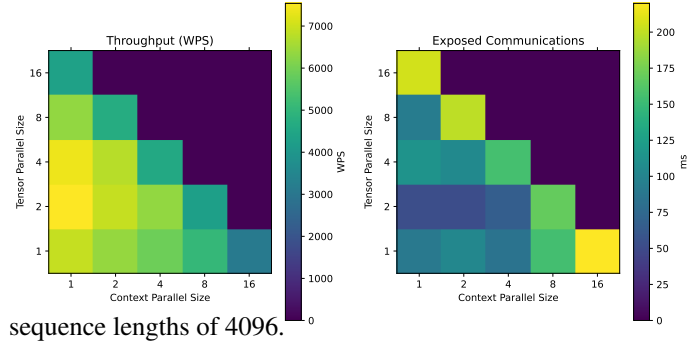 Throughput (WPS)
16
8
4
2
1
Tensor Parallel Size
1 2 4 8 16
Context Parallel Size
7000
6000
5000
4000
3000
2000
1000
0
WPS
Exposed Communications
16
8
4
2
1
Tensor Parallel Size
1 2 4 8 16
Context Parallel Size
200
175
150
125
100
75
50
25
0
ms
sequence lengths of 4096.